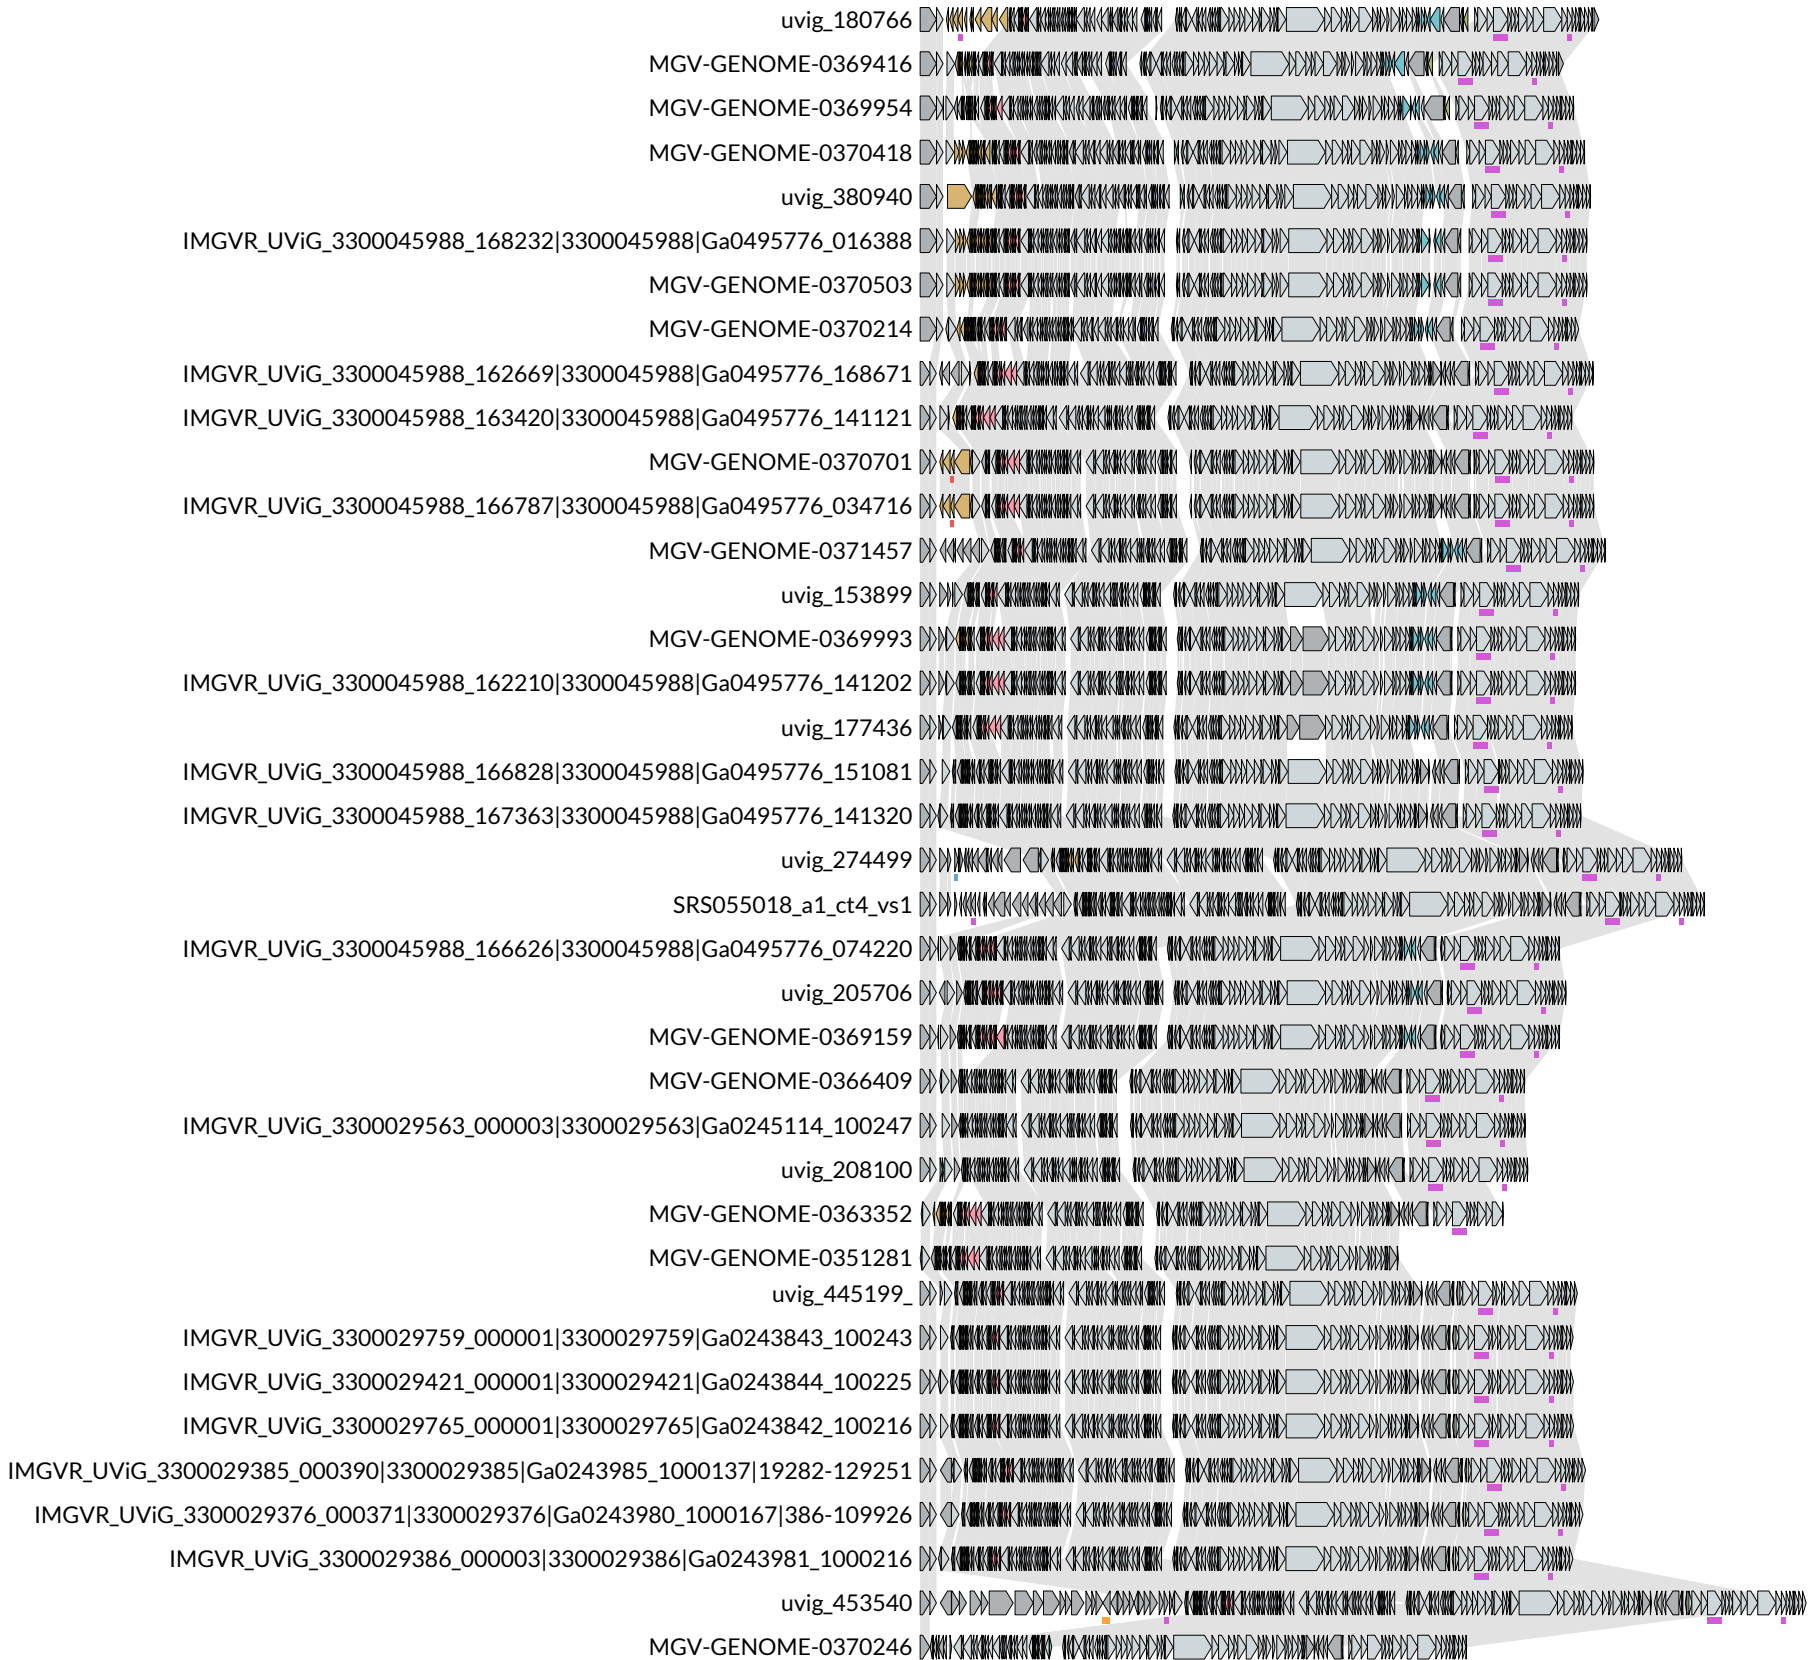 uvig_180766
MGV-GENOME-0369416
MGV-GENOME-0369954
MGV-GENOME-0370418
uvig_380940
IMGVR_UViG_3300045988_168232|3300045988|Ga0495776_016388
MGV-GENOME-0370503
MGV-GENOME-0370214
IMGVR_UViG_3300045988_162669|3300045988|Ga0495776_168671
IMGVR_UViG_3300045988_163420|3300045988|Ga0495776_141121
MGV-GENOME-0370701
IMGVR_UViG_3300045988_166787|3300045988|Ga0495776_034716
MGV-GENOME-0371457
uvig_153899
MGV-GENOME-0369993
IMGVR_UViG_3300045988_162210|3300045988|Ga0495776_141202
uvig_177436
IMGVR_UViG_3300045988_166828|3300045988|Ga0495776_151081
IMGVR_UViG_3300045988_167363|3300045988|Ga0495776_141320
uvig_274499
SRS055018_a1_ct4_vs1
IMGVR_UViG_3300045988_166626|3300045988|Ga0495776_074220
uvig_205706
MGV-GENOME-0369159
MGV-GENOME-0366409
IMGVR_UViG_3300029563_000003|3300029563|Ga0245114_100247
uvig_208100
MGV-GENOME-0363352
MGV-GENOME-0351281
uvig_445199_
IMGVR_UViG_3300029759_000001|3300029759|Ga0243843_100243
IMGVR_UViG_3300029421_000001|3300029421|Ga0243844_100225
IMGVR_UViG_3300029765_000001|3300029765|Ga0243842_100216
IMGVR_UViG_3300029385_000390|3300029385|Ga0243985_1000137|19282-129251
IMGVR_UViG_3300029376_000371|3300029376|Ga0243980_1000167|386-109926
IMGVR_UViG_3300029386_000003|3300029386|Ga0243981_1000216
uvig_453540
MGV-GENOME-0370246